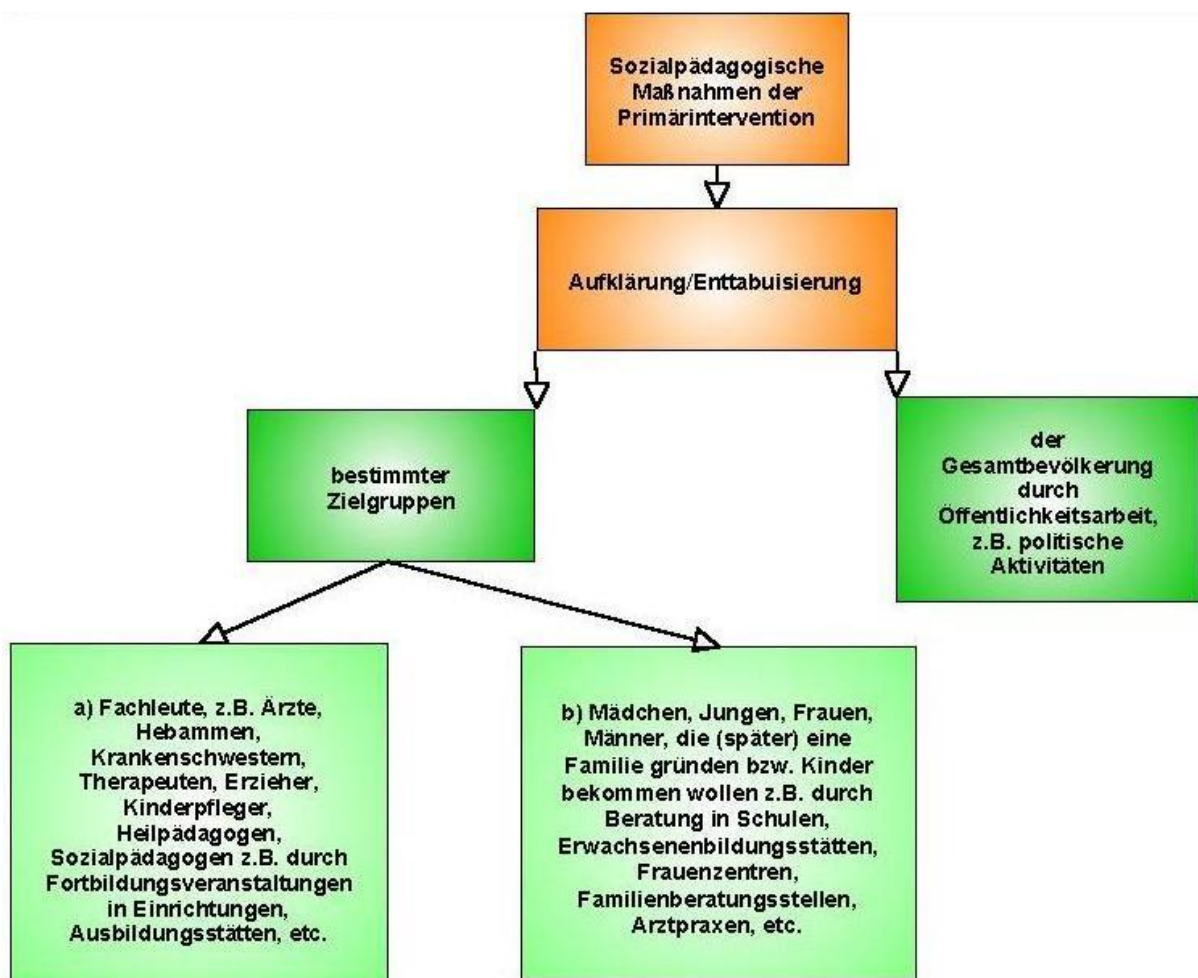 Sozialpädagogische
Maßnahmen der
Primärintervention
Aufklärung/Enttabuisierung
bestimmter
Zielgruppen
der
Gesamtbevölkerung
durch
Öffentlichkeitsarbeit,
z.B. politische
Aktivitäten
a) Fachleute, z.B. Ärzte,
Hebammen,
Krankenschwestern,
Therapeuten, Erzieher,
Kinderpfleger,
Heilpädagogen,
Sozialpädagogen z.B. durch
Fortbildungsveranstaltungen
in Einrichtungen,
Ausbildungsstätten, etc.
b) Mädchen, Jungen, Frauen,
Männer, die (später) eine
Familie gründen bzw. Kinder
bekommen wollen z.B. durch
Beratung in Schulen,
Erwachsenenbildungsstätten,
Frauenzentren,
Familienberatungsstellen,
Arztpraxen, etc.